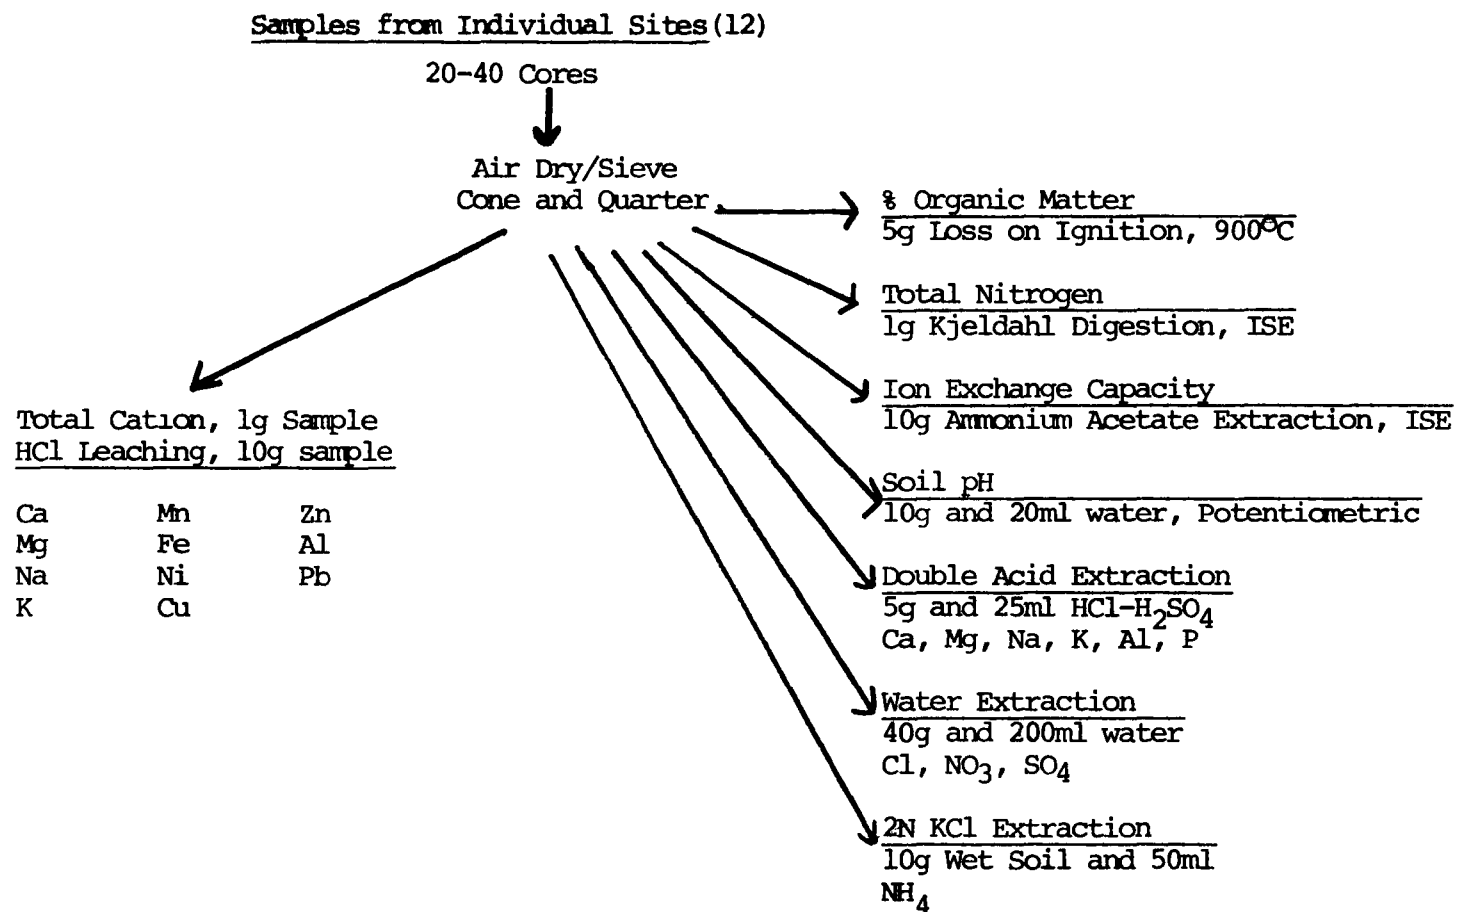 Samples from Individual Sites(12)
20-40 Cores
Air Dry/Sieve
Cone and Quarter
% Organic Matter
5g Loss on Ignition, 900°C
Total Nitrogen
1g Kjeldahl Digestion, ISE
Ion Exchange Capacity
10g Ammonium Acetate Extraction, ISE
Soil pH
10g and 20ml water, Potentiometric
Double Acid Extraction
5g and 25ml HCl-H₂SO₄
Ca, Mg, Na, K, Al, P
Water Extraction
40g and 200ml water
Cl, NO₃, SO₄
2N KCl Extraction
10g Wet Soil and 50ml
NH₄
Total Cation, 1g Sample
HCl Leaching, 10g sample
Ca Mn Zn
Mg Fe Al
Na Ni Pb
K Cu